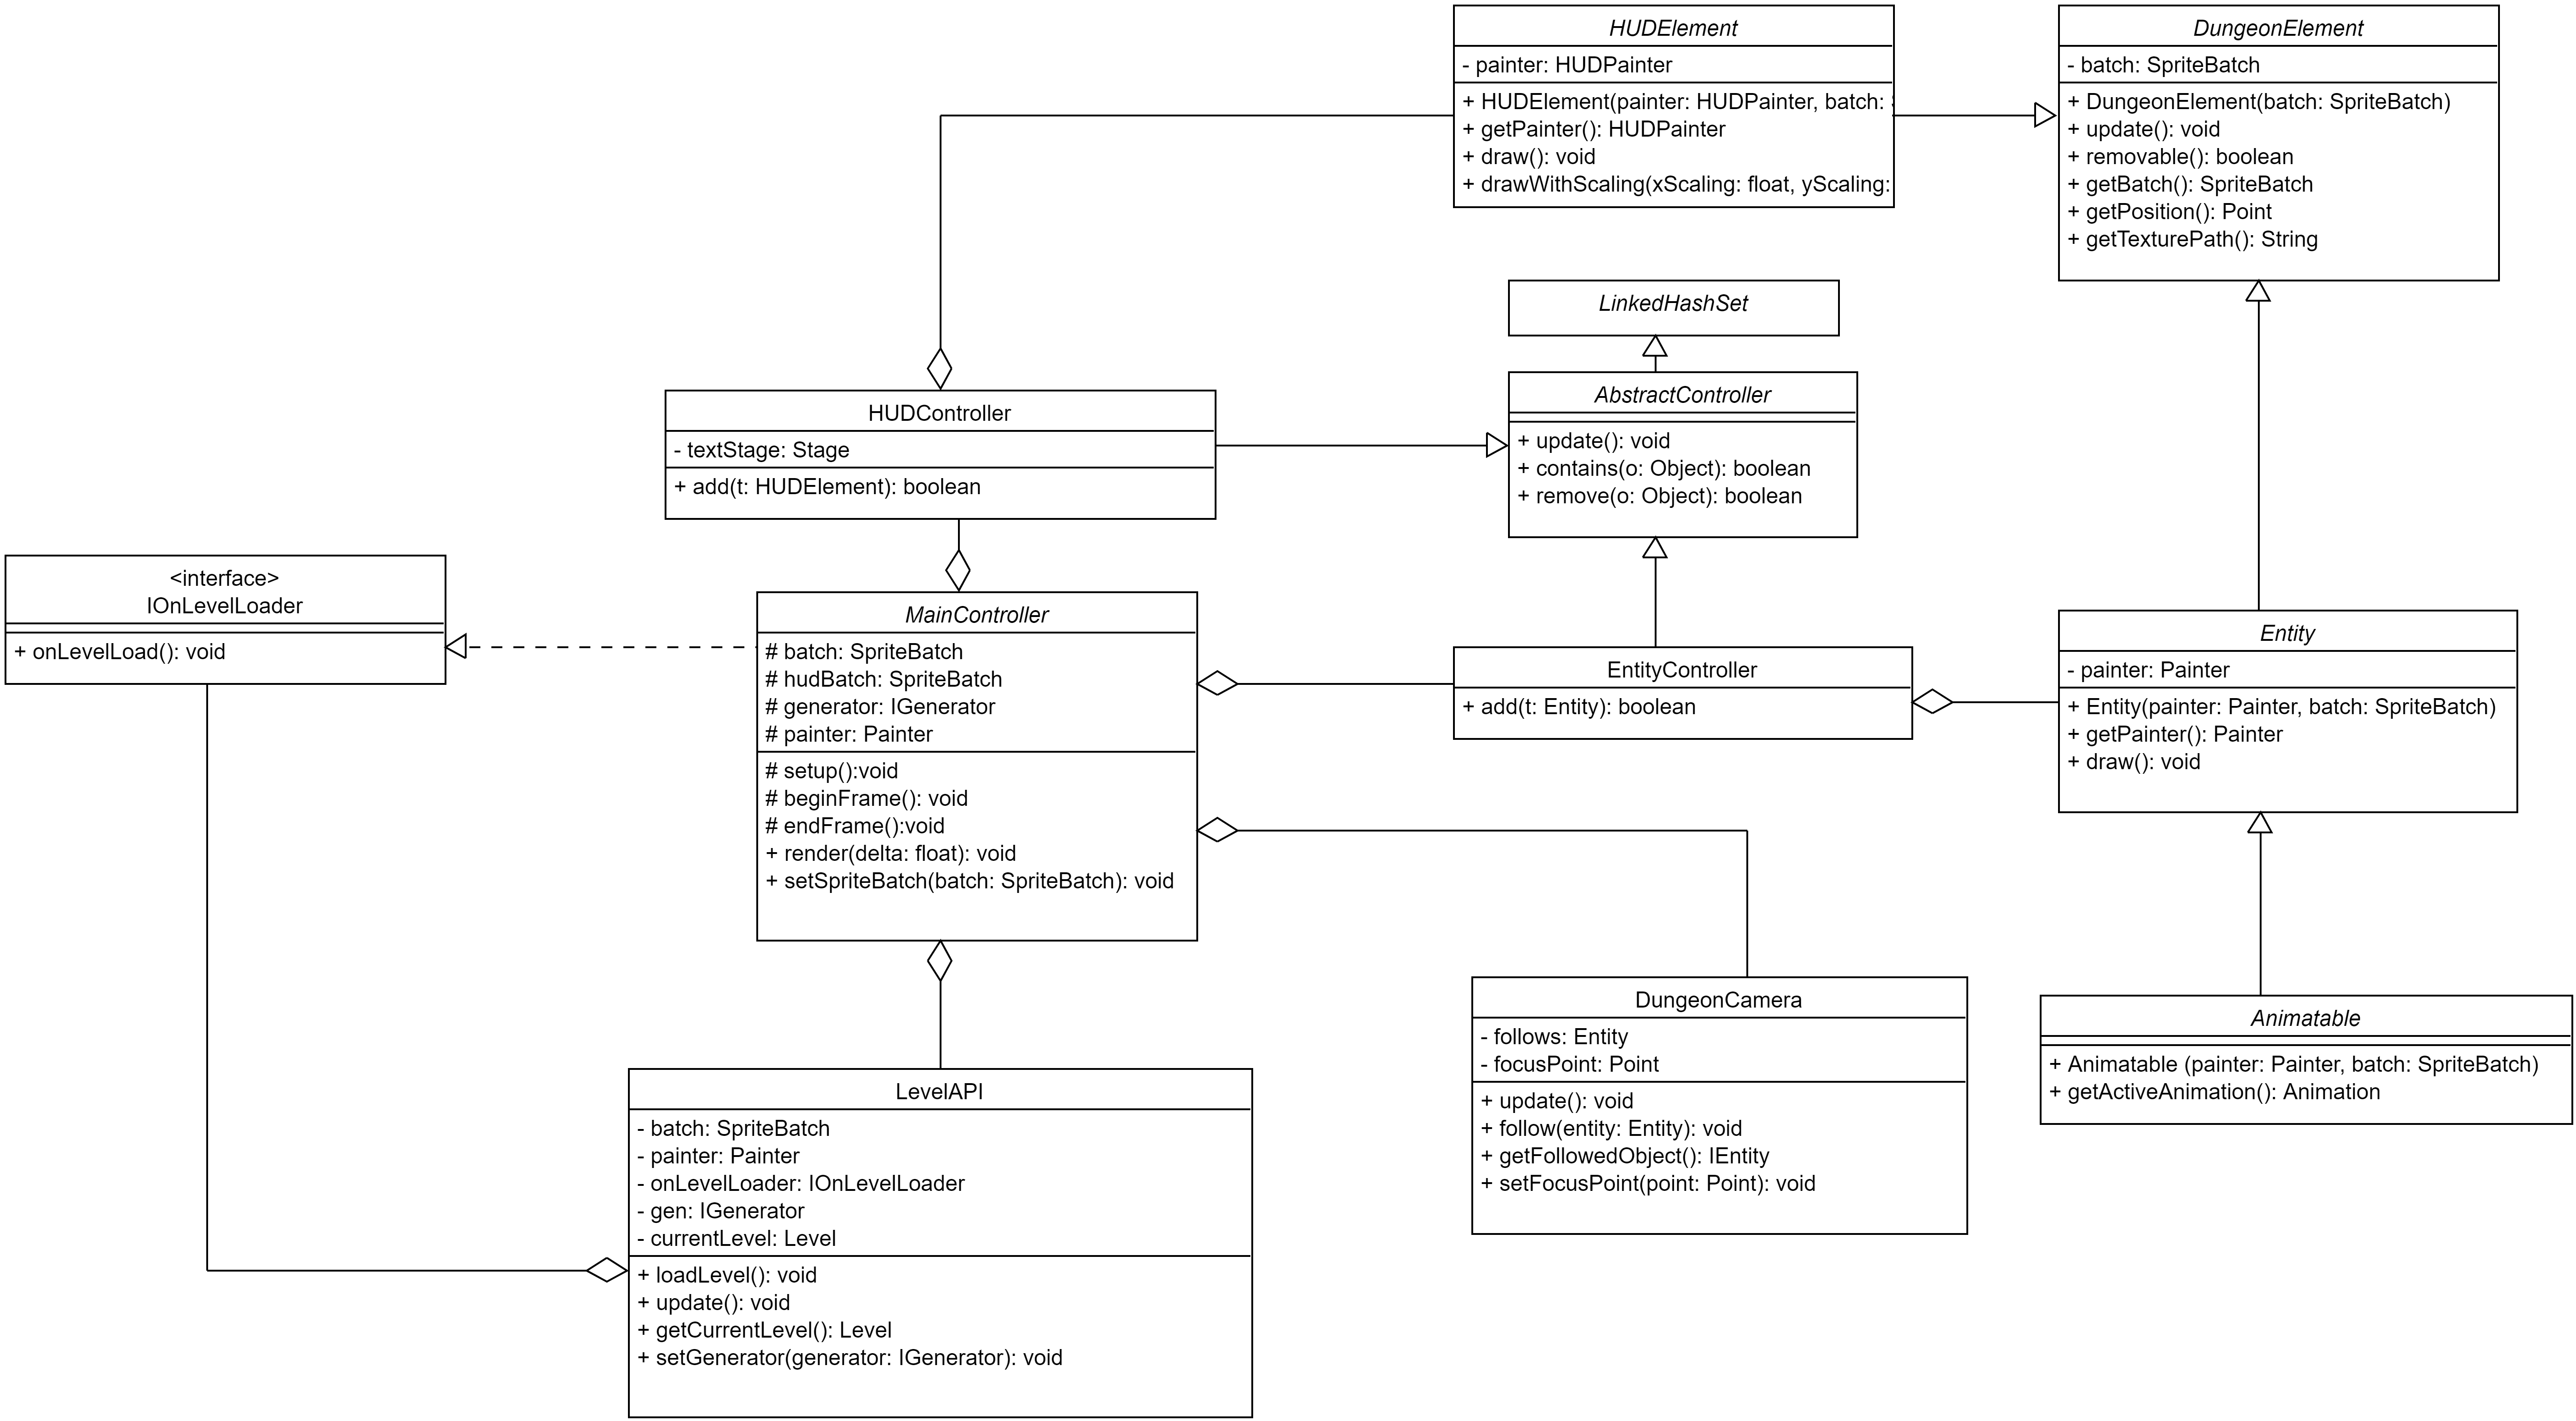 HUDElement
- painter: HUDPainter
+ HUDElement(painter: HUDPainter, batch:
+ getPainter(): HUDPainter
+ draw(): void
+ drawWithScaling(xScaling: float, yScaling:
DungeonElement
- batch: SpriteBatch
+ DungeonElement(batch: SpriteBatch)
+ update(): void
+ removable(): boolean
+ getBatch(): SpriteBatch
+ getPosition(): Point
+ getTexturePath(): String
LinkedHashSet
AbstractController
+ update(): void
+ contains(o: Object): boolean
+ remove(o: Object): boolean
HUDController
- textStage: Stage
+ add(t: HUDElement): boolean
<interface>
IOnLevelLoader
+ onLevelLoad(): void
MainController
# batch: SpriteBatch
# hudBatch: SpriteBatch
# generator: IGenerator
# painter: Painter
# setup():void
# beginFrame(): void
# endFrame():void
+ render(delta: float): void
+ setSpriteBatch(batch: SpriteBatch): void
EntityController
+ add(t: Entity): boolean
Entity
- painter: Painter
+ Entity(painter: Painter, batch: SpriteBatch)
+ getPainter(): Painter
+ draw(): void
DungeonCamera
- follows: Entity
- focusPoint: Point
+ update(): void
+ follow(entity: Entity): void
+ getFollowedObject(): IEntity
+ setFocusPoint(point: Point): void
Animatable
+ Animatable (painter: Painter, batch: SpriteBatch)
+ getActiveAnimation(): Animation
LevelAPI
- batch: SpriteBatch
- painter: Painter
- onLevelLoader: IOnLevelLoader
- gen: IGenerator
- currentLevel: Level
+ loadLevel(): void
+ update(): void
+ getCurrentLevel(): Level
+ setGenerator(generator: IGenerator): void